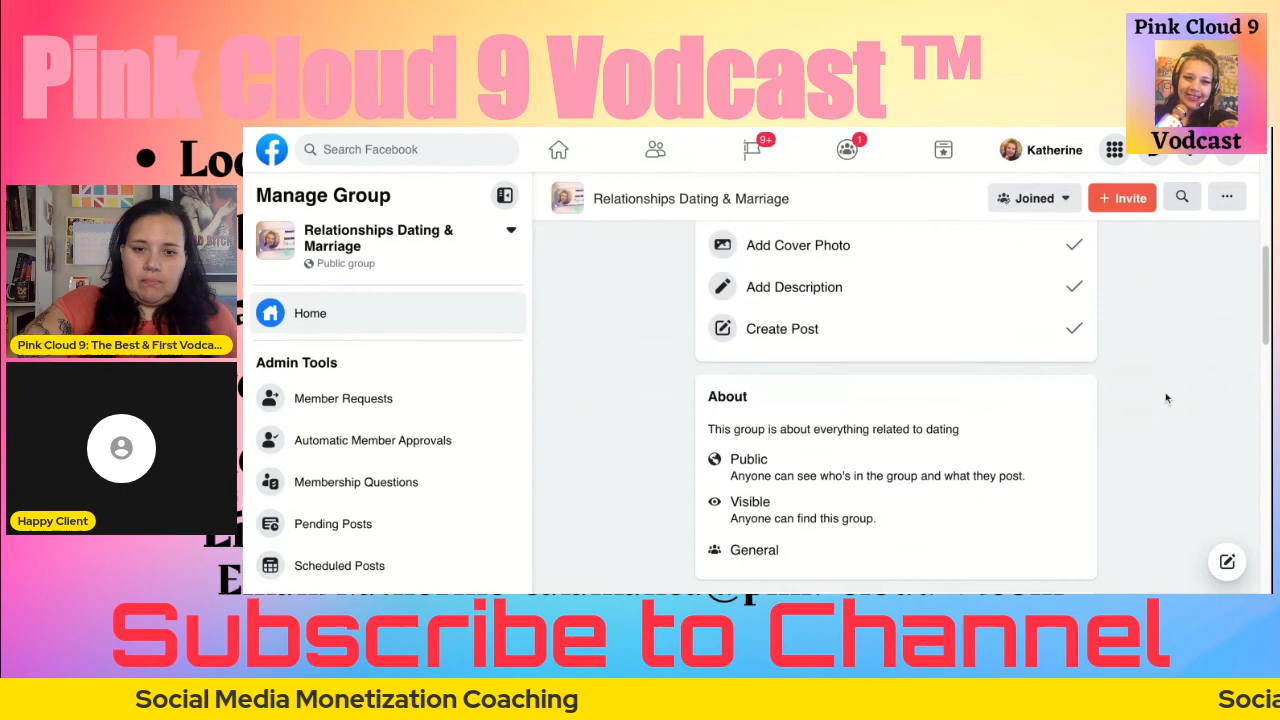 Pink Cloud 9 Vodcast ™
Pink Cloud 9
Vodcast
• Loc
Search Facebook
9+
1
Katherine
Manage Group
Relationships Dating &
Marriage
Public group
Home
Admin Tools
Member Requests
Automatic Member Approvals
Membership Questions
Pending Posts
Scheduled Posts
Relationships Dating & Marriage
Joined
+ Invite
Add Cover Photo
Add Description
Create Post
About
This group is about everything related to dating
Public
Anyone can see who's in the group and what they post.
Visible
Anyone can find this group.
General
Pink Cloud 9: The Best & First Vodca...
Happy Client
Subscribe to Channel
Social Media Monetization Coaching
Socia